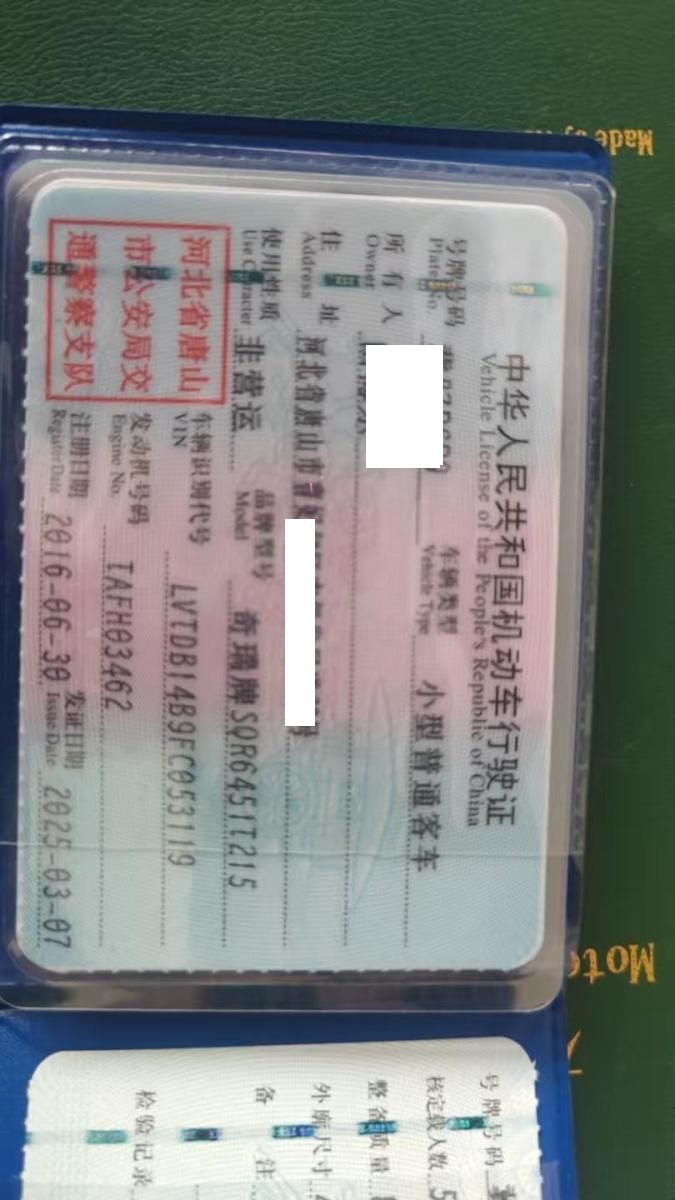 中华人民共和国机动车行驶证
Vehicle License of the People's Republic of China
号牌号码
Plate No.
车辆类型 小型普通客车
Vehicle Type
所有人
Owner
住址 河北省唐山市曹
Address
使用性质 非营运 品牌型号 奇瑞牌SQR6451T215
Use Character Model
车辆识别代号 LVTDB14B9FC053119
VIN
发动机号码 TAFH03462
Engine No.
注册日期 2016-06-30 发证日期 2025-03-07
Register Date Issue Date
河北省唐山
市公安局交
通警察支队
号牌号码
核定载人数 5
整备质量
外廓尺寸
备注
检验记录
Made by
Moto